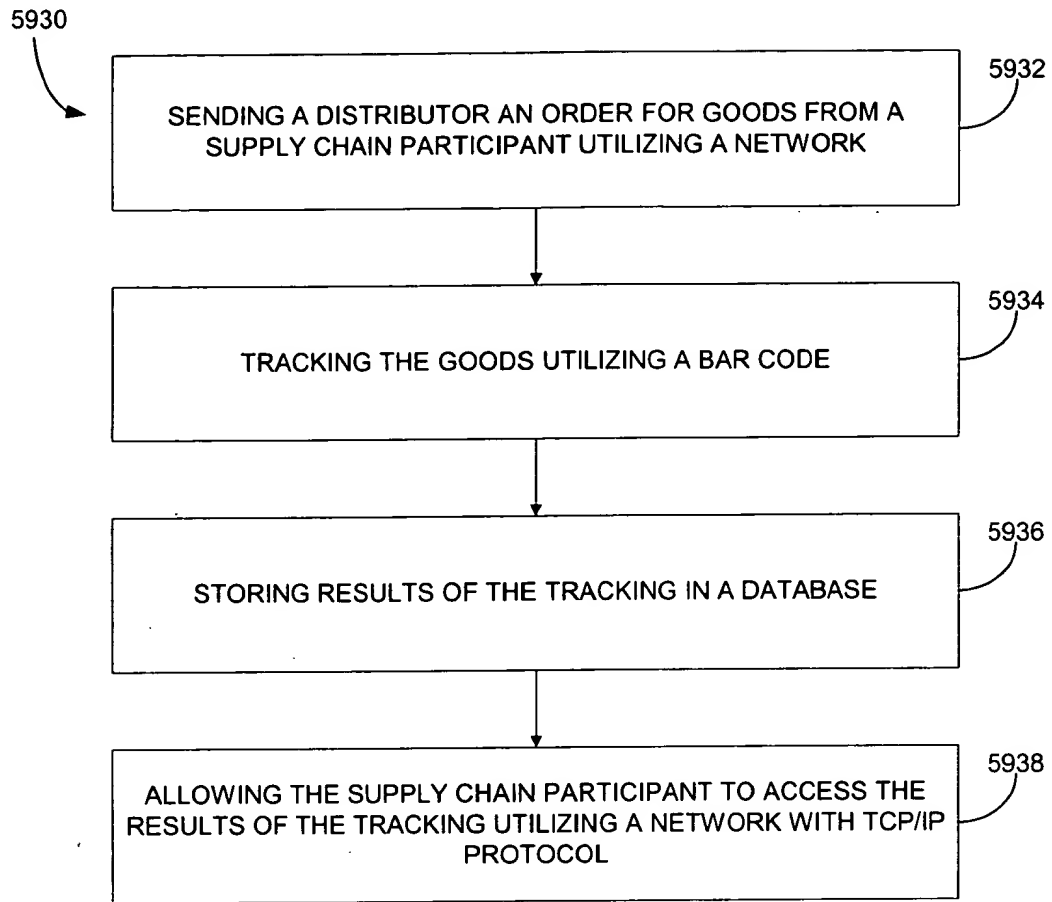 5930
5932
SENDING A DISTRIBUTOR AN ORDER FOR GOODS FROM A
SUPPLY CHAIN PARTICIPANT UTILIZING A NETWORK
5934
TRACKING THE GOODS UTILIZING A BAR CODE
5936
STORING RESULTS OF THE TRACKING IN A DATABASE
5938
ALLOWING THE SUPPLY CHAIN PARTICIPANT TO ACCESS THE
RESULTS OF THE TRACKING UTILIZING A NETWORK WITH TCP/IP
PROTOCOL